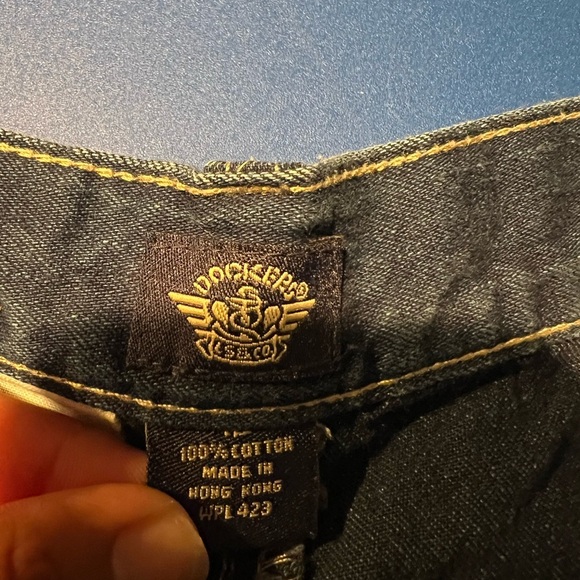 DOCKERS®
LS&CO.
100% COTTON
MADE IN
HONG KONG
WPL 423